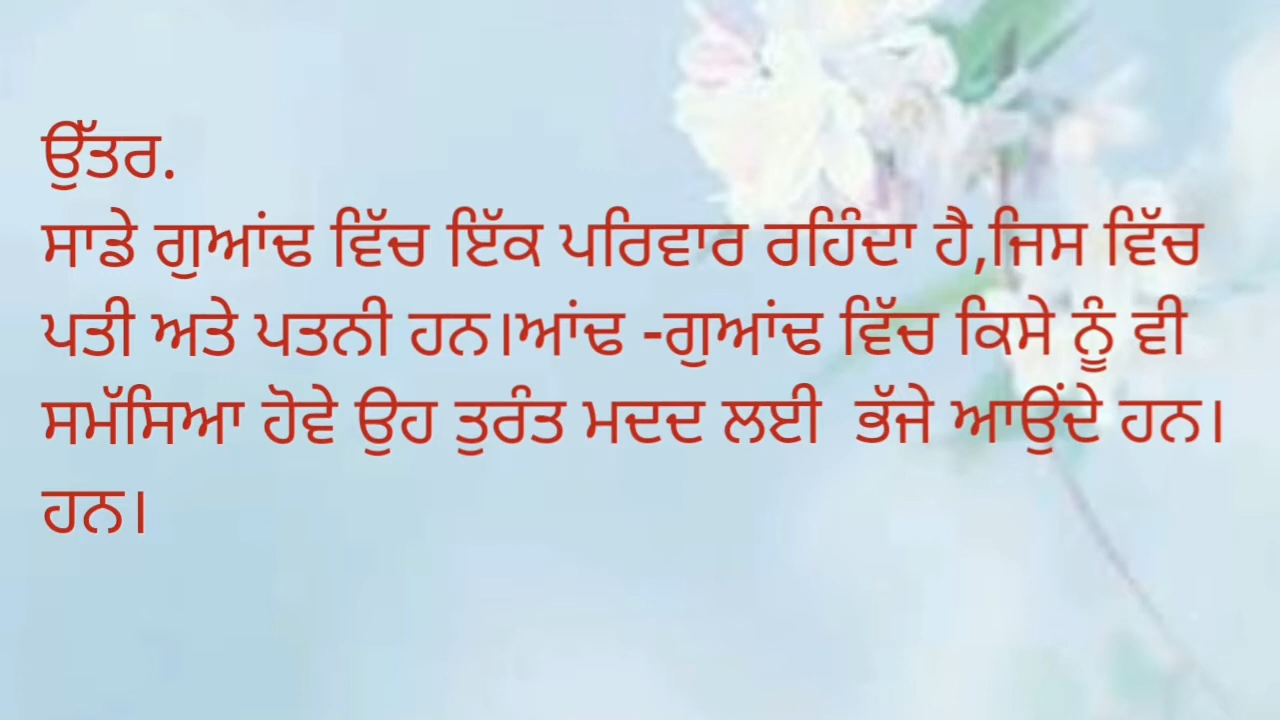 ਉੱਤਰ.
ਸਾਡੇ ਗੁਆਂਢ ਵਿੱਚ ਇੱਕ ਪਰਿਵਾਰ ਰਹਿੰਦਾ ਹੈ,ਜਿਸ ਵਿੱਚ
ਪਤੀ ਅਤੇ ਪਤਨੀ ਹਨ।ਆਂਢ -ਗੁਆਂਢ ਵਿੱਚ ਕਿਸੇ ਨੂੰ ਵੀ
ਸਮੱਸਿਆ ਹੋਵੇ ਉਹ ਤੁਰੰਤ ਮਦਦ ਲਈ  ਭੱਜੇ ਆਉਂਦੇ ਹਨ।
ਹਨ।